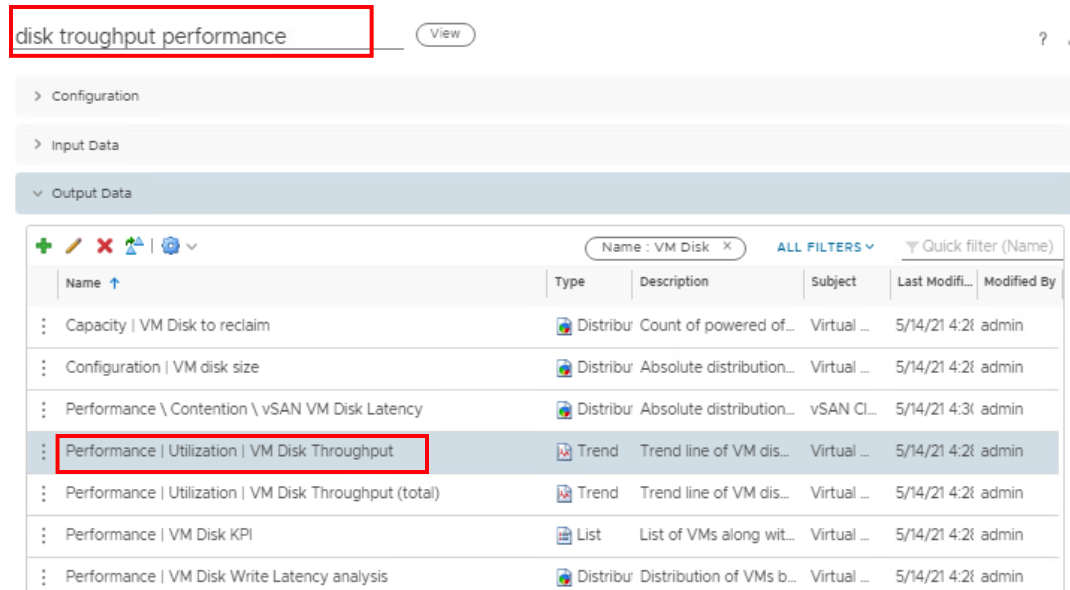 disk troughput performance View ?
Configuration
Input Data
Output Data
Name : VM Disk × ALL FILTERS Quick filter (Name)
Name Type Description Subject Last Modifi... Modified By
Capacity | VM Disk to reclaim Distribu Count of powered of... Virtual ... 5/14/21 4:28 admin
Configuration | VM disk size Distribu Absolute distribution... Virtual ... 5/14/21 4:28 admin
Performance \ Contention \ vSAN VM Disk Latency Distribu Absolute distribution... vSAN Cl... 5/14/21 4:30 admin
Performance | Utilization | VM Disk Throughput Trend Trend line of VM dis... Virtual ... 5/14/21 4:28 admin
Performance | Utilization | VM Disk Throughput (total) Trend Trend line of VM dis... Virtual ... 5/14/21 4:28 admin
Performance | VM Disk KPI List List of VMs along wit... Virtual ... 5/14/21 4:28 admin
Performance | VM Disk Write Latency analysis Distribu Distribution of VMs b... Virtual ... 5/14/21 4:28 admin